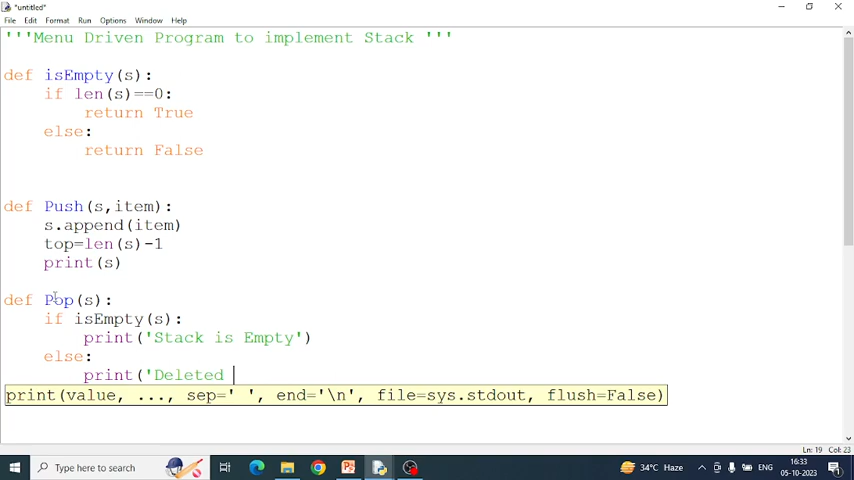 *untitled*
File Edit Format Run Options Window Help
'''Menu Driven Program to implement Stack '''
def isEmpty(s):
    if len(s)==0:
        return True
    else:
        return False
def Push(s,item):
    s.append(item)
    top=len(s)-1
    print(s)
def Pop(s):
    if isEmpty(s):
        print('Stack is Empty')
    else:
        print('Deleted
print(value, ..., sep=' ', end='\n', file=sys.stdout, flush=False)
Ln: 19 Col: 23
Type here to search
34°C Haze
ENG
16:33
05-10-2023
1